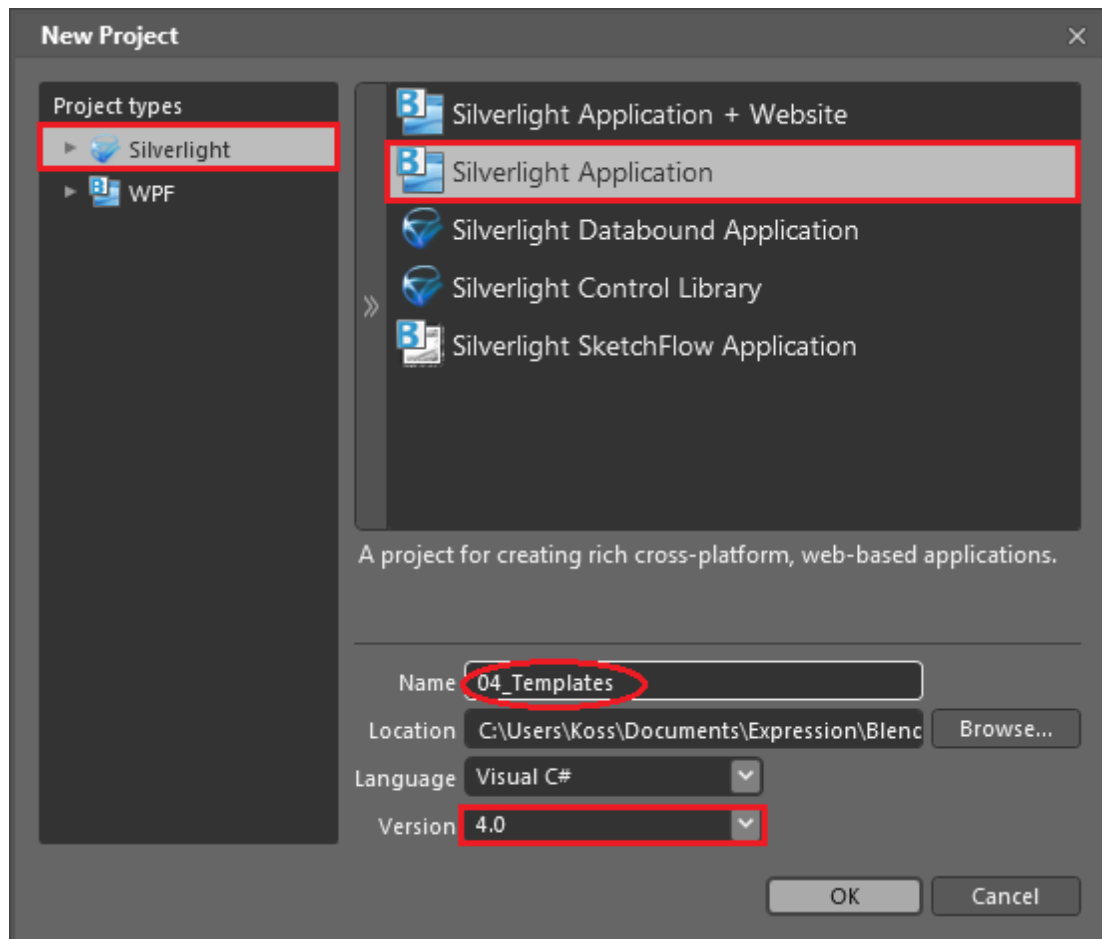 New Project
Project types
Silverlight
WPF
Silverlight Application + Website
Silverlight Application
Silverlight Databound Application
Silverlight Control Library
Silverlight SketchFlow Application
A project for creating rich cross-platform, web-based applications.
Name 04_Templates
Location C:\Users\Koss\Documents\Expression\Blenc Browse...
Language Visual C#
Version 4.0
OK Cancel